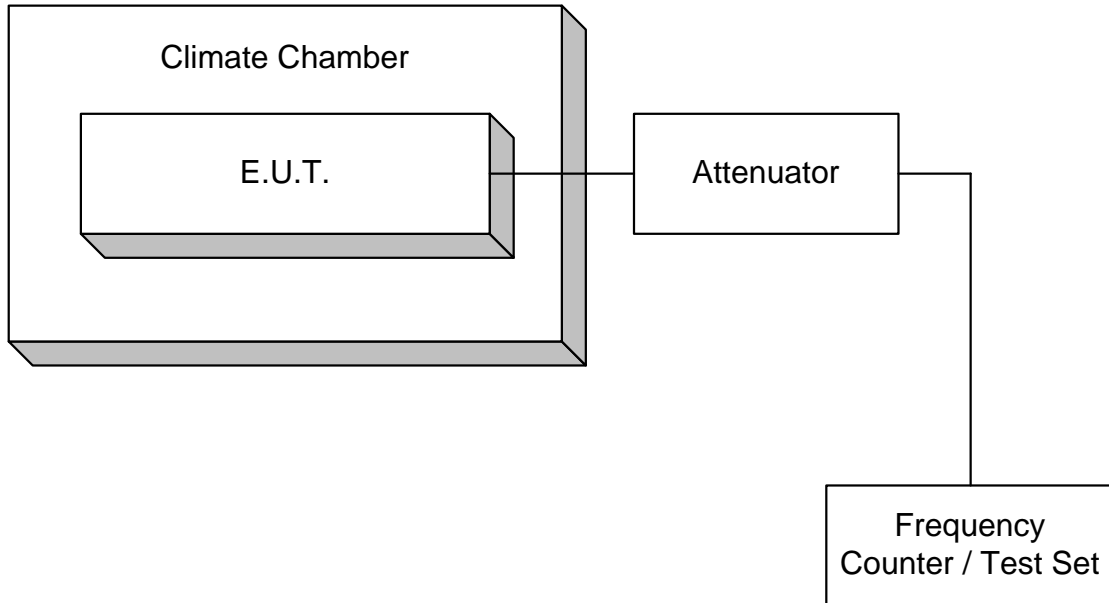 Climate Chamber
E.U.T.
Attenuator
Frequency
Counter / Test Set